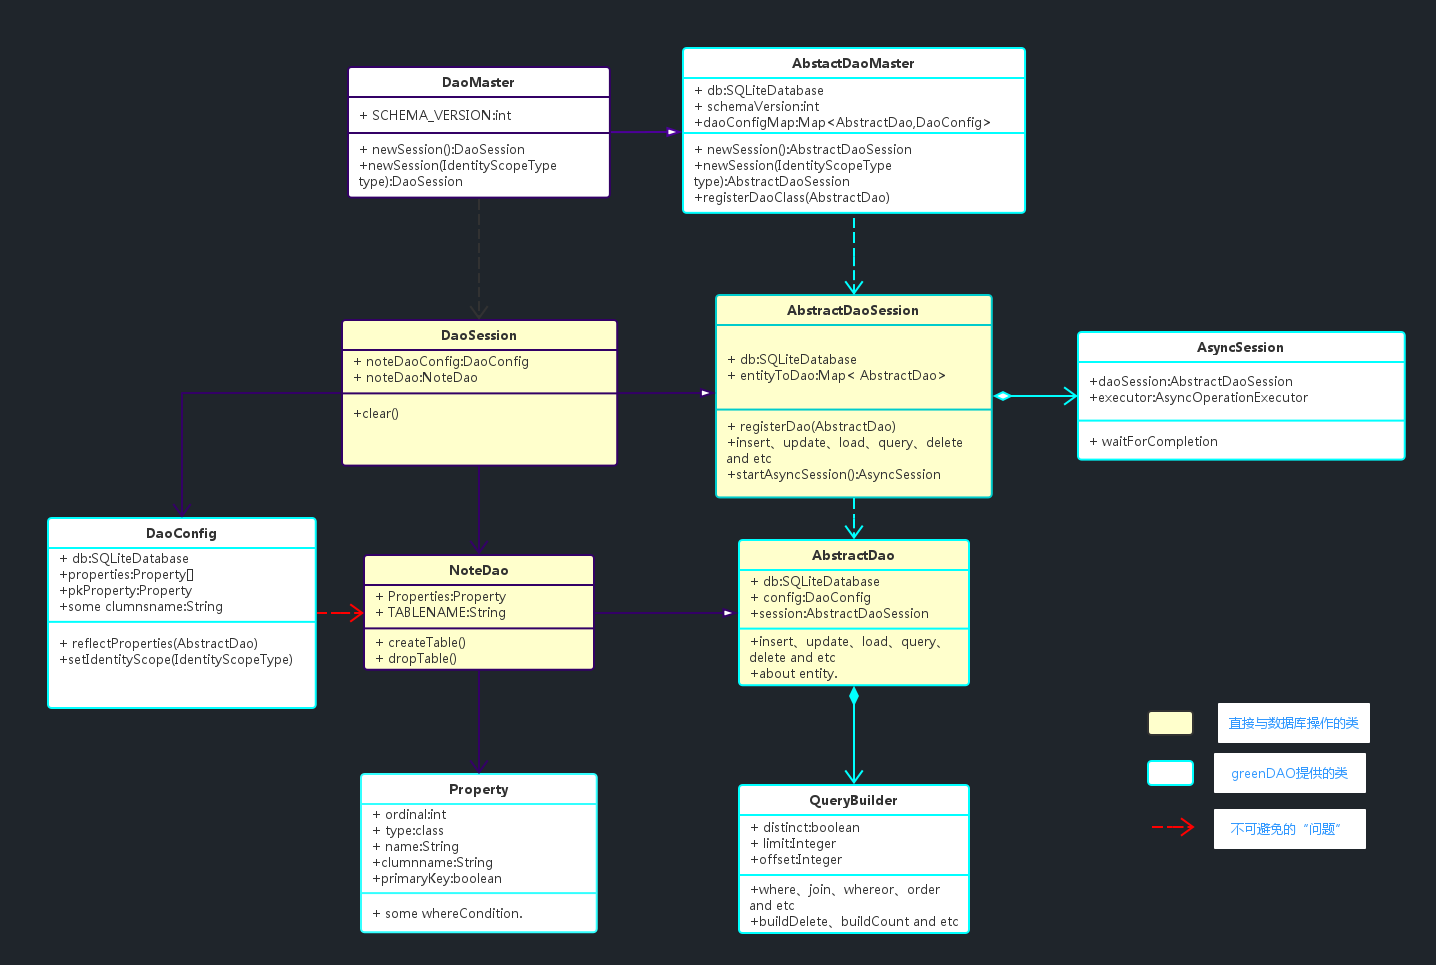 DaoMaster
+ SCHEMA_VERSION:int
+ newSession():DaoSession
+newSession(IdentityScopeType
type):DaoSession
AbstactDaoMaster
+ db:SQLiteDatabase
+ schemaVersion:int
+daoConfigMap:Map<AbstractDao,DaoConfig>
+ newSession():AbstractDaoSession
+newSession(IdentityScopeType
type):AbstractDaoSession
+registerDaoClass(AbstractDao)
DaoSession
+ noteDaoConfig:DaoConfig
+ noteDao:NoteDao
+clear()
AbstractDaoSession
+ db:SQLiteDatabase
+ entityToDao:Map< AbstractDao>
+ registerDao(AbstractDao)
+insert、update、load、query、delete
and etc
+startAsyncSession():AsyncSession
AsyncSession
+daoSession:AbstractDaoSession
+executor:AsyncOperationExecutor
+ waitForCompletion
DaoConfig
+ db:SQLiteDatabase
+properties:Property[]
+pkProperty:Property
+some clumnsname:String
+ reflectProperties(AbstractDao)
+setIdentityScope(IdentityScopeType)
NoteDao
+ Properties:Property
+ TABLENAME:String
+ createTable()
+ dropTable()
AbstractDao
+ db:SQLiteDatabase
+ config:DaoConfig
+session:AbstractDaoSession
+insert、update、load、query、
delete and etc
+about entity.
Property
+ ordinal:int
+ type:class
+ name:String
+clumnname:String
+primaryKey:boolean
+ some whereCondition.
QueryBuilder
+ distinct:boolean
+ limit:Integer
+offset:Integer
+where、join、whereor、order
and etc
+buildDelete、buildCount and etc
直接与数据库操作的类
greenDAO提供的类
不可避免的“问题”